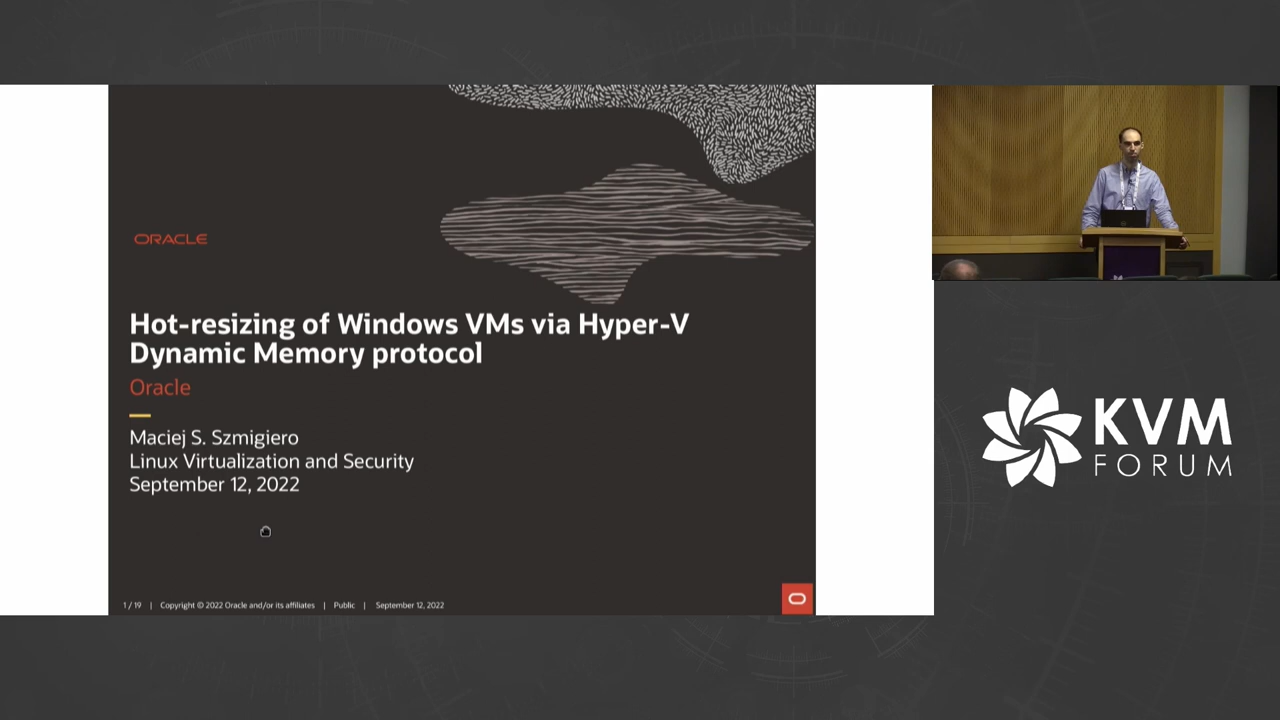 ORACLE
Hot-resizing of Windows VMs via Hyper-V
Dynamic Memory protocol
Oracle
Maciej S. Szmigiero
Linux Virtualization and Security
September 12, 2022
1 / 19 | Copyright © 2022 Oracle and/or its affiliates | Public | September 12, 2022
KVM
FORUM